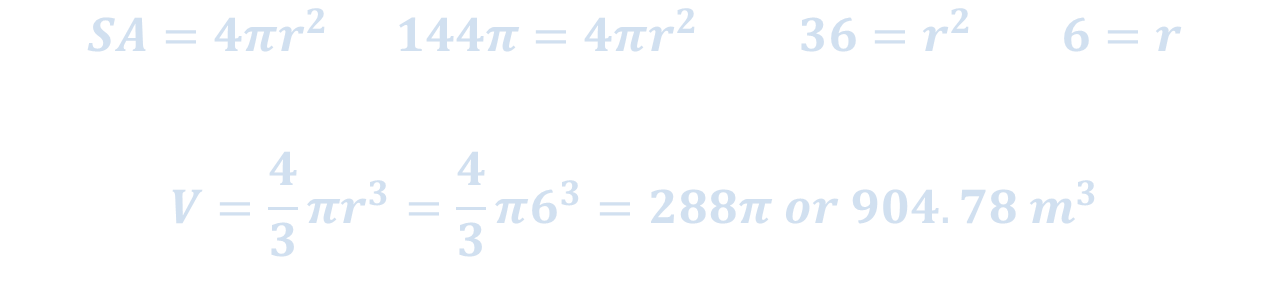 SA = 4πr² 144π = 4πr² 36 = r² 6 = r
V = 4/3 πr³ = 4/3 π6³ = 288π or 904.78 m³